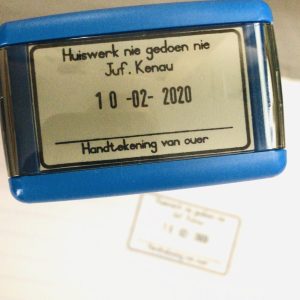 Huiswerk nie gedoen nie
Juf. Kenau
10 -02- 2020
Handtekening van ouer